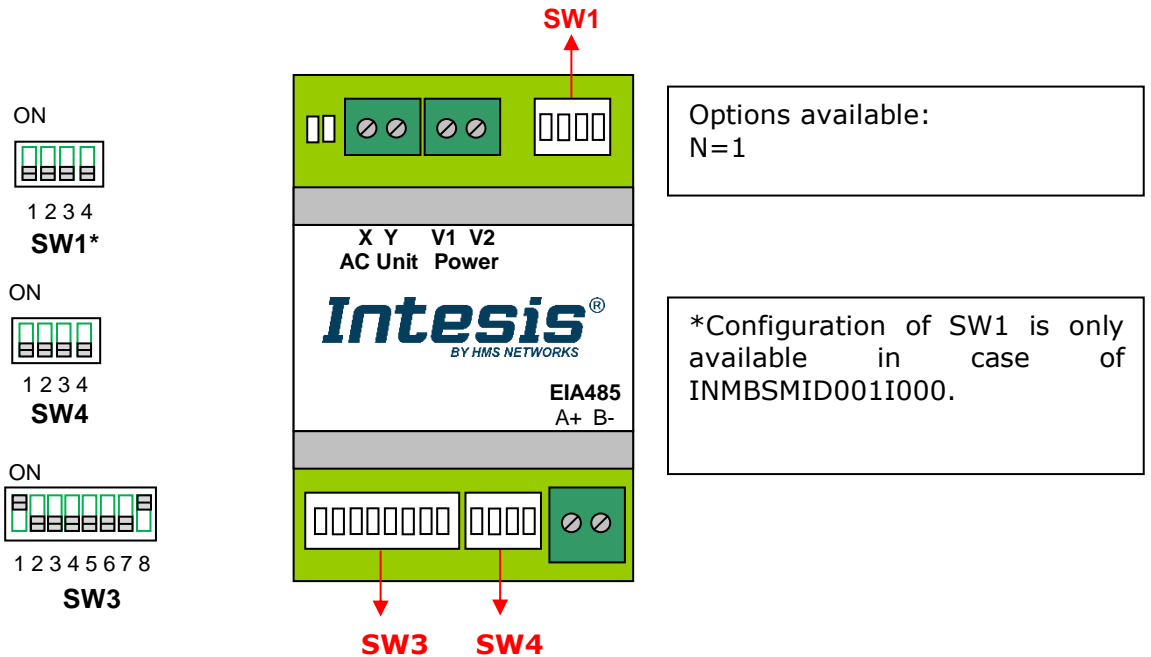 SW1
ON
1 2 3 4
SW1*
Options available:
N=1
X Y V1 V2
AC Unit Power
Intesis®
BY HMS NETWORKS
EIA485
A+ B-
ON
1 2 3 4
SW4
*Configuration of SW1 is only
available in case of
INMBSMID001I000.
ON
1 2 3 4 5 6 7 8
SW3
SW3 SW4